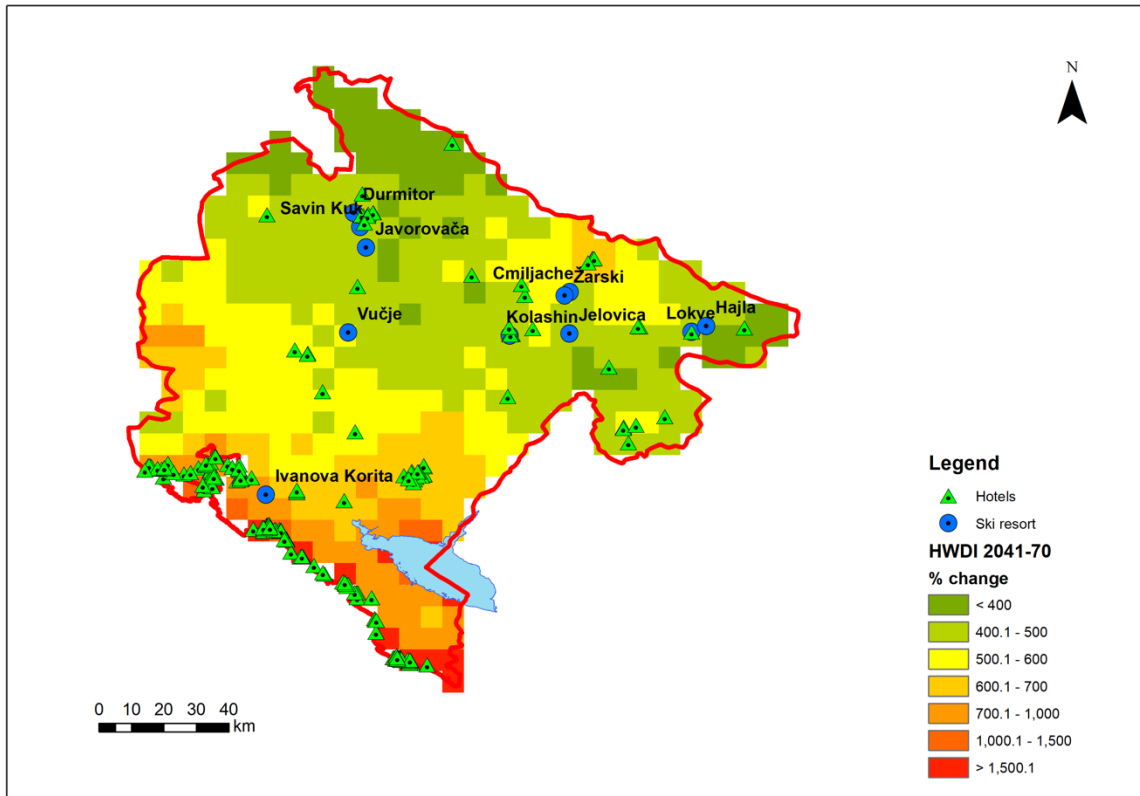 N
Durmitor
Savin Kuk
Javorovača
Cmiljache
Žarski
Vučje
Kolashin
Jelovica
Lokve
Hajla
Ivanova Korita
Legend
Hotels
Ski resort
HWDI 2041-70
% change
< 400
400.1 - 500
500.1 - 600
600.1 - 700
700.1 - 1,000
1,000.1 - 1,500
> 1,500.1
0 10 20 30 40
km